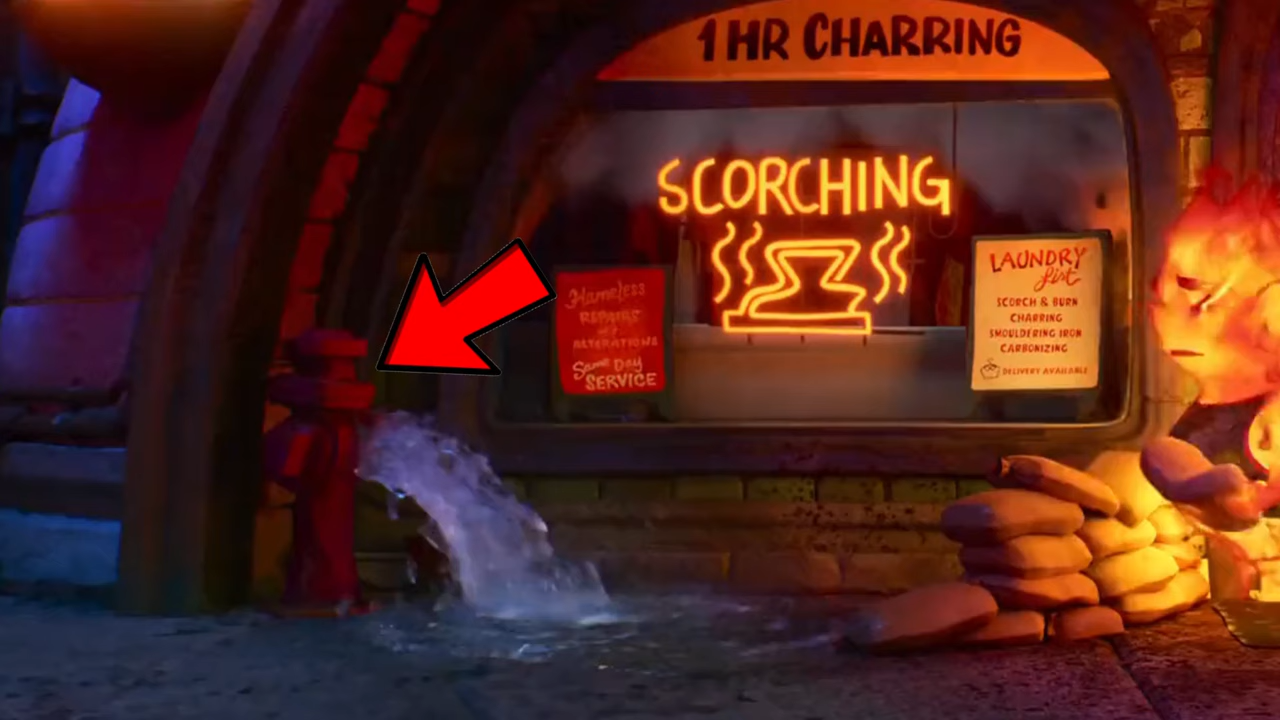 1 HR CHARRING
SCORCHING
Flameless
REPAIRS
ALTERATIONS
Same DAY
SERVICE
LAUNDRY
list
SCORCH & BURN
CHARRING
SMOULDERING IRON
CARBONIZING
DELIVERY AVAILABLE